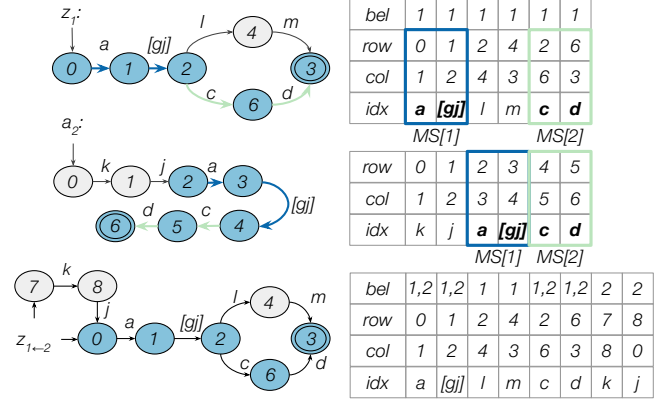 z1:
a [gj] l m
0 1 2 4 3
c 6 d
bel 1 1 1 1 1 1
row 0 1 2 4 2 6
col 1 2 4 3 6 3
idx a [gj] l m c d
MS[1] MS[2]
a2:
k j a
0 1 2 3
[gj]
d c
6 5 4
row 0 1 2 3 4 5
col 1 2 3 4 5 6
idx k j a [gj] c d
MS[1] MS[2]
k
7 8
j
z1←2
a [gj] l m
0 1 2 4 3
c 6 d
bel 1,2 1,2 1 1 1,2 1,2 2 2
row 0 1 2 4 2 6 7 8
col 1 2 4 3 6 3 8 0
idx a [gj] l m c d k j